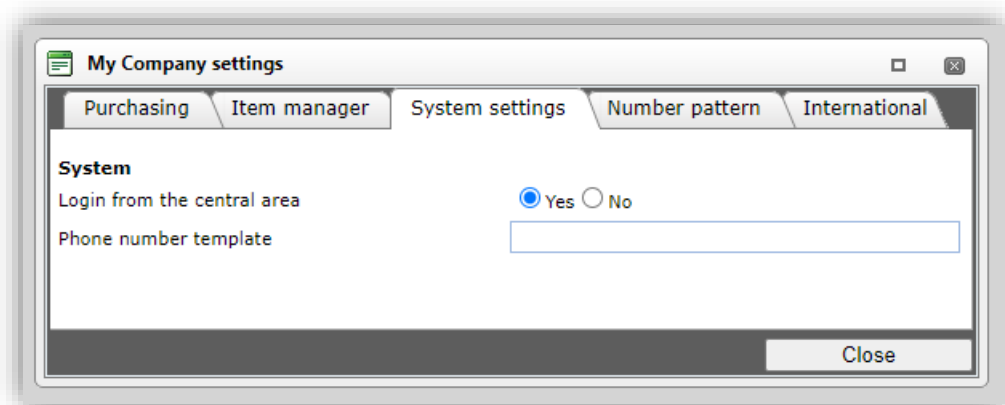 My Company settings
Purchasing Item manager System settings Number pattern International
System
Login from the central area Yes No
Phone number template
Close